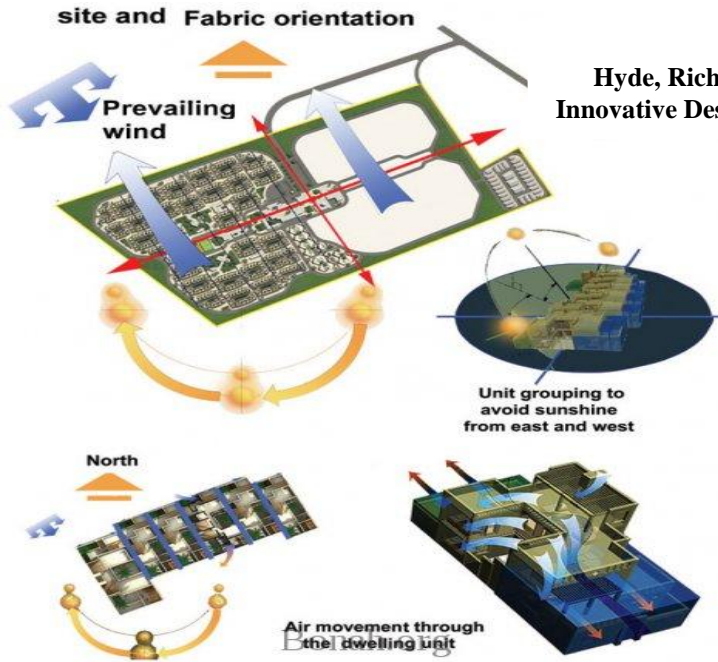 site and Fabric orientation
Hyde, Rich
Innovative Des
Prevailing
wind
Unit grouping to
avoid sunshine
from east and west
North
Air movement through
the dwelling unit